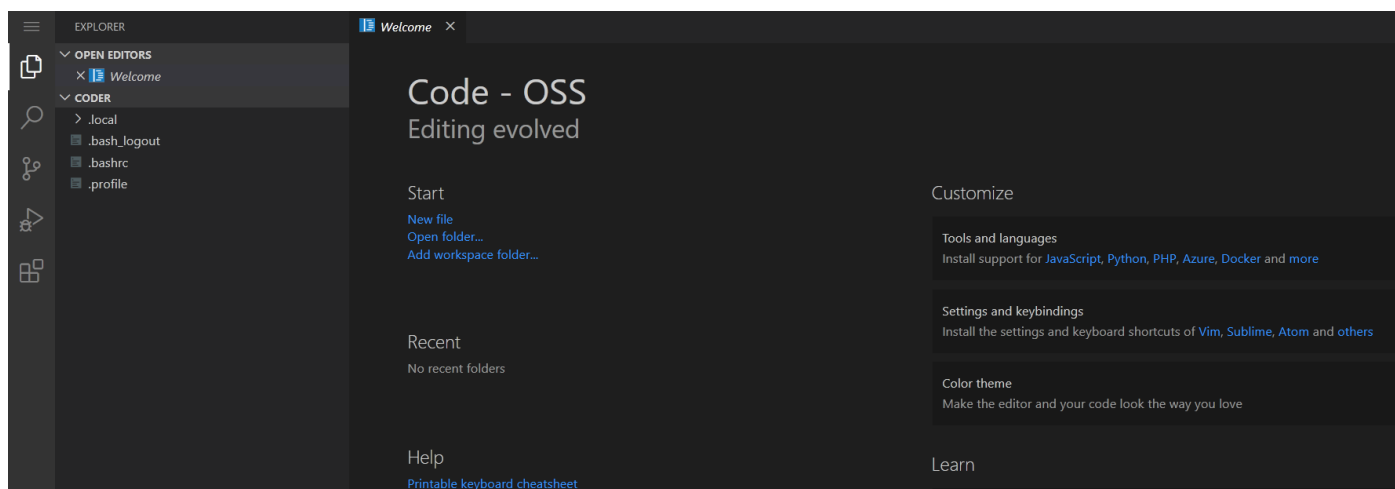 EXPLORER
OPEN EDITORS
Welcome
CODER
.local
.bash_logout
.bashrc
.profile
Welcome
Code - OSS
Editing evolved
Start
New file
Open folder...
Add workspace folder...
Recent
No recent folders
Help
Printable keyboard cheatsheet
Customize
Tools and languages
Install support for JavaScript, Python, PHP, Azure, Docker and more
Settings and keybindings
Install the settings and keyboard shortcuts of Vim, Sublime, Atom and others
Color theme
Make the editor and your code look the way you love
Learn